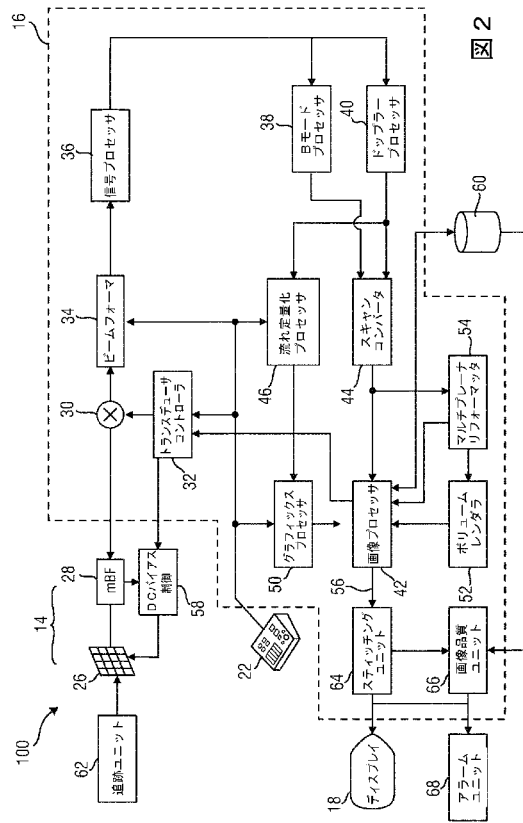 図2
100
14
16
62
追跡ユニット
26
28
mBF
58
DCバイアス
制御
30
34
ビームフォーマ
36
信号プロセッサ
32
トランスデューサ
コントローラ
22
38
Bモード
プロセッサ
40
ドップラー
プロセッサ
46
流れ定量化
プロセッサ
44
スキャン
コンバータ
50
グラフィックス
プロセッサ
42
画像プロセッサ
54
マルチプレーナ
リフォーマッタ
52
ボリューム
レンダラ
56
60
64
スティッチング
ユニット
66
画像品質
ユニット
18
ディスプレイ
68
アラームユニット